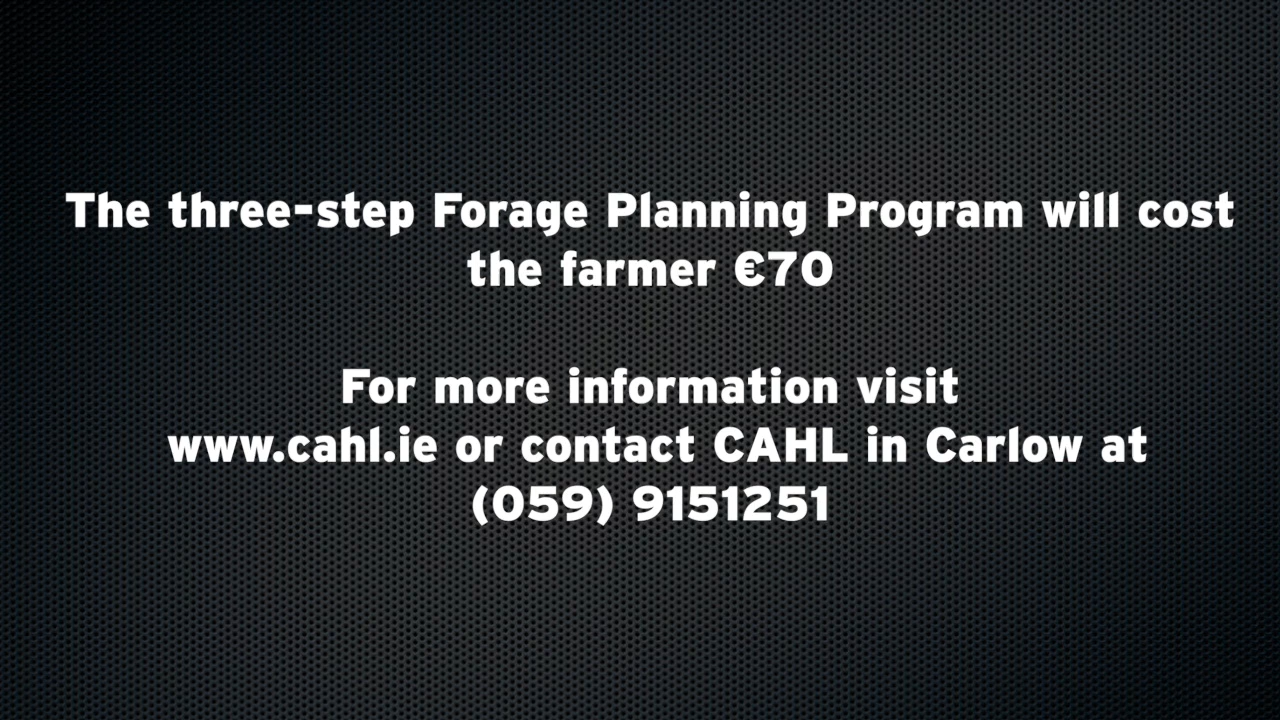 The three-step Forage Planning Program will cost
the farmer €70
For more information visit
www.cahl.ie or contact CAHL in Carlow at
(059) 9151251